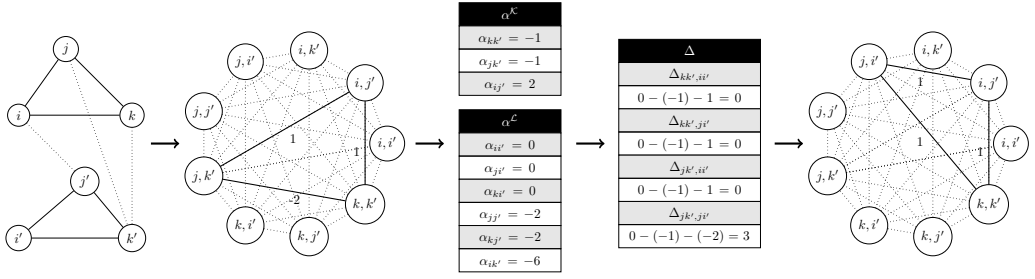 j
i
k
j′
i′
k′
i, k′
j, i′
i, j′
j, j′
i, i′
j, k′
k, k′
k, i′
k, j′
1
1
-2
α^𝒦
α_{kk′} = −1
α_{jk′} = −1
α_{ij′} = 2
α^ℒ
α_{ii′} = 0
α_{ji′} = 0
α_{ki′} = 0
α_{jj′} = −2
α_{kj′} = −2
α_{ik′} = −6
Δ
Δ_{kk′,ii′}
0 − (−1) − 1 = 0
Δ_{kk′,ji′}
0 − (−1) − 1 = 0
Δ_{jk′,ii′}
0 − (−1) − 1 = 0
Δ_{jk′,ji′}
0 − (−1) − (−2) = 3
i, k′
j, i′
i, j′
1
j, j′
1
1
i, i′
j, k′
k, k′
k, i′
k, j′